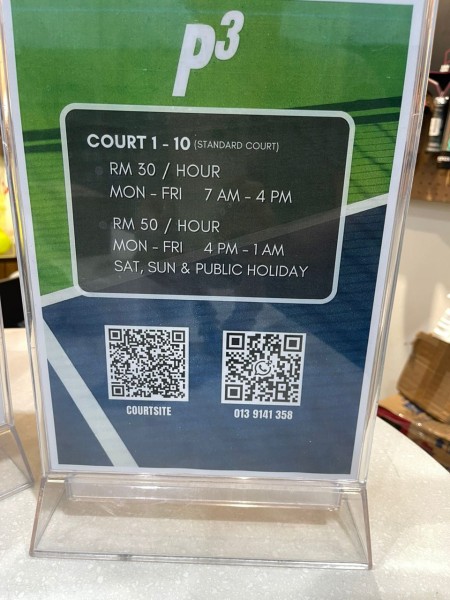 P3
COURT 1 - 10 (STANDARD COURT)
RM 30 / HOUR
MON - FRI 7 AM - 4 PM
RM 50 / HOUR
MON - FRI 4 PM - 1 AM
SAT, SUN & PUBLIC HOLIDAY
COURTSITE
013 9141 358